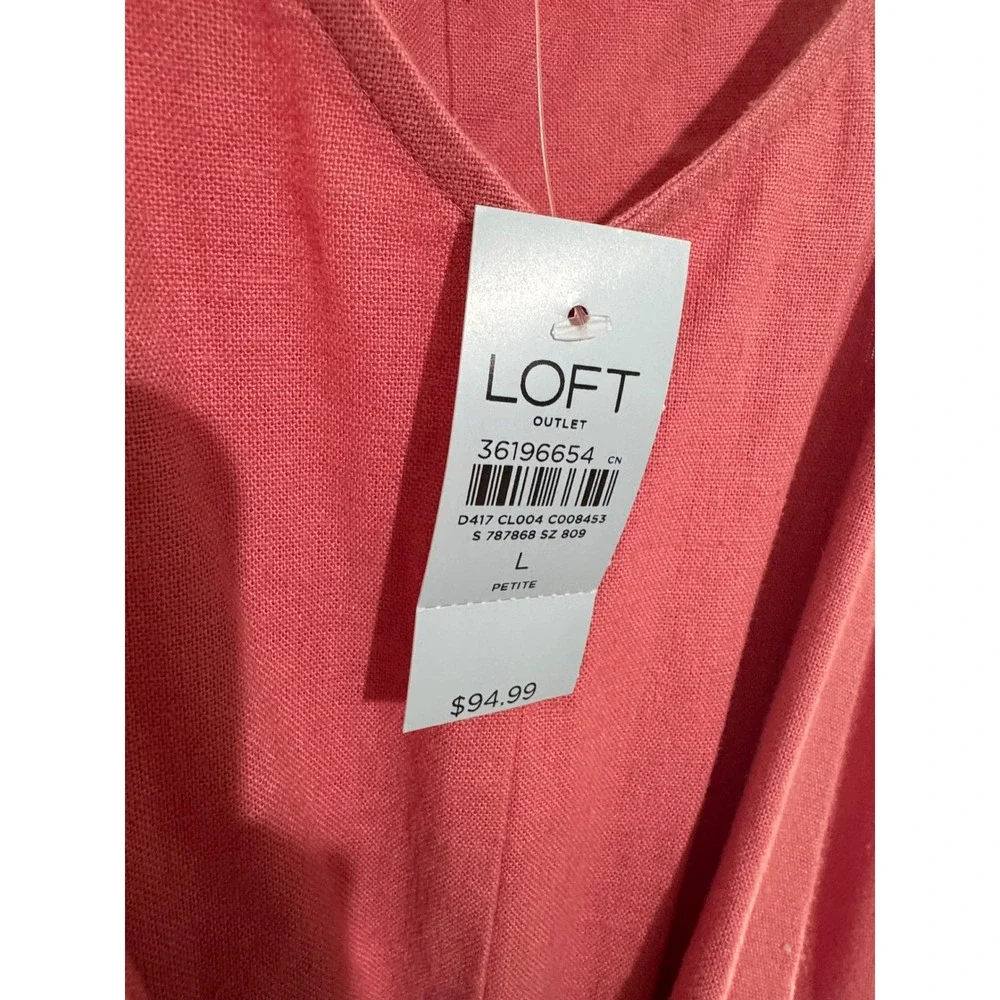 LOFT
OUTLET
36196654 CN
D417 CL004 C008453
S 787868 SZ 809
L
PETITE
$94.99